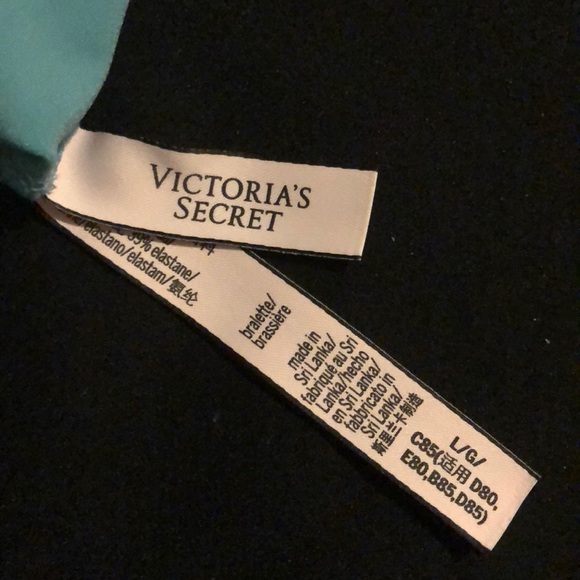 VICTORIA'S
SECRET
elastane/
elastano/elastam/氨纶
bralette/
brassière
made in
Sri Lanka/
fabriqué au Sri
Lanka/hecho
en Sri Lanka/
fabbricato in
Sri Lanka/
斯里兰卡制造
L/G/
C85(适用 D80,
E80,B85,D85)